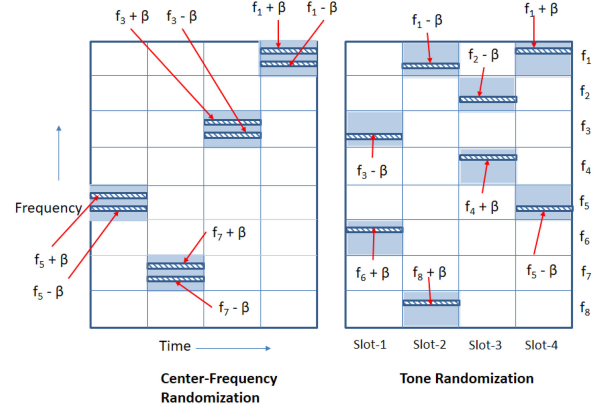 f₃ + β f₃ - β
f₁ + β f₁ - β
f₁ - β
f₁ + β
f₂ - β
f₁
f₂
f₃
f₃ - β
f₄
f₄ + β
f₅
Frequency
f₆
f₅ + β
f₇ + β
f₅ - β
f₆ + β
f₈ + β
f₅ - β
f₇
f₇ - β
f₈
Time
Slot-1 Slot-2 Slot-3 Slot-4
Center-Frequency
Randomization
Tone Randomization